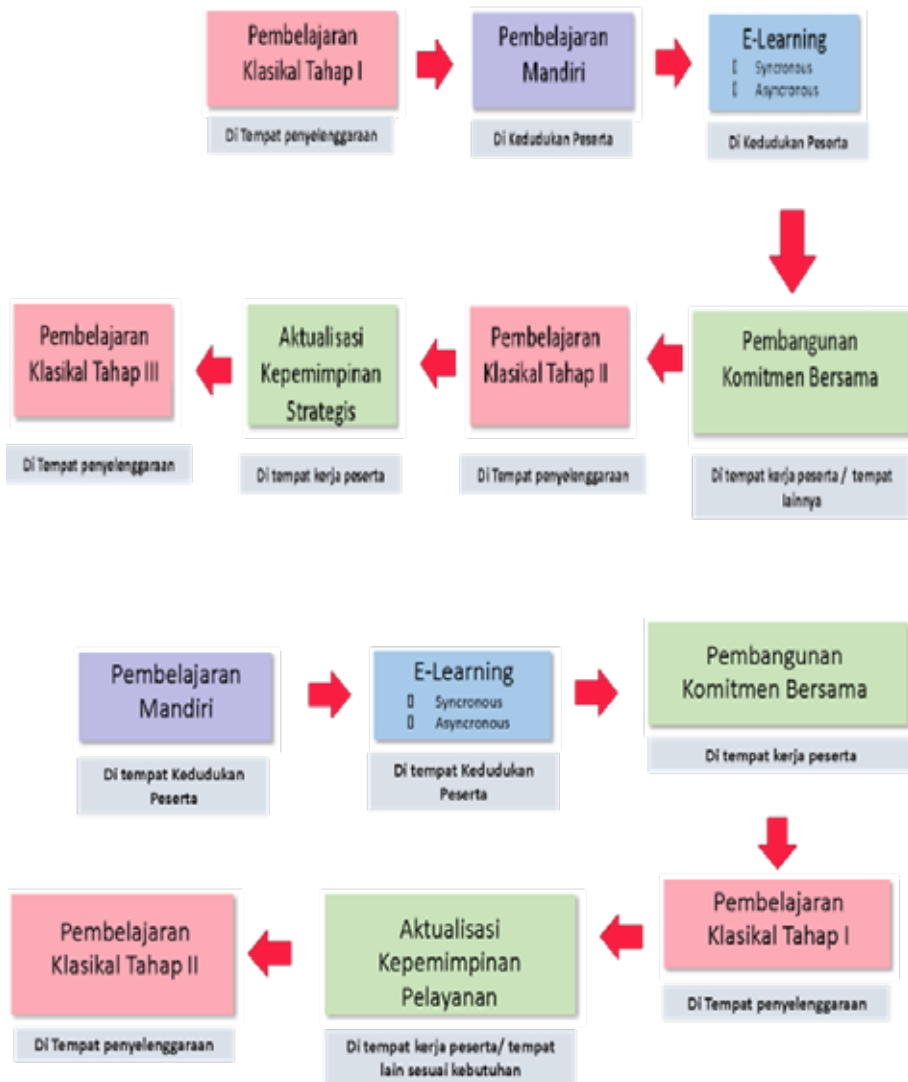 Pembelajaran
Klasikal Tahap I
Di Tempat penyelenggaraan
Pembelajaran
Mandiri
Di Kedudukan Peserta
E-Learning
Syncronous
Asyncronous
Di Kedudukan Peserta
Pembangunan
Komitmen Bersama
Di tempat kerja peserta / tempat
lainnya
Pembelajaran
Klasikal Tahap II
Di Tempat penyelenggaraan
Aktualisasi
Kepemimpinan
Strategis
Di tempat kerja peserta
Pembelajaran
Klasikal Tahap III
Di Tempat penyelenggaraan
Pembelajaran
Mandiri
Di tempat Kedudukan
Peserta
E-Learning
Syncronous
Asyncronous
Di tempat Kedudukan
Peserta
Pembangunan
Komitmen Bersama
Di tempat kerja peserta
Pembelajaran
Klasikal Tahap I
Di Tempat penyelenggaraan
Aktualisasi
Kepemimpinan
Pelayanan
Di tempat kerja peserta/ tempat
lain sesuai kebutuhan
Pembelajaran
Klasikal Tahap II
Di Tempat penyelenggaraan